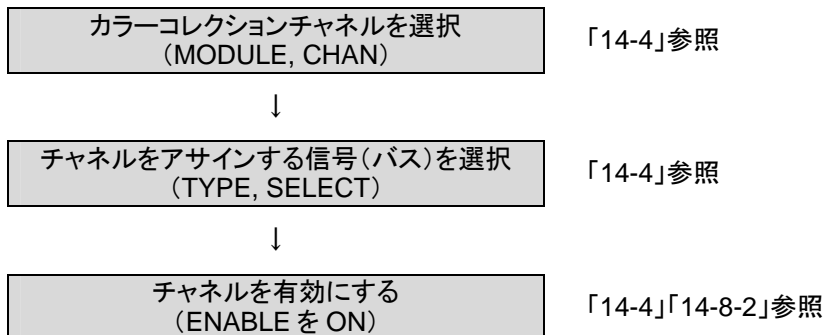 カラーコレクションチャネルを選択
（MODULE, CHAN）
「14-4」参照
↓
チャネルをアサインする信号（バス）を選択
（TYPE, SELECT）
「14-4」参照
↓
チャネルを有効にする
（ENABLE を ON）
「14-4」「14-8-2」参照